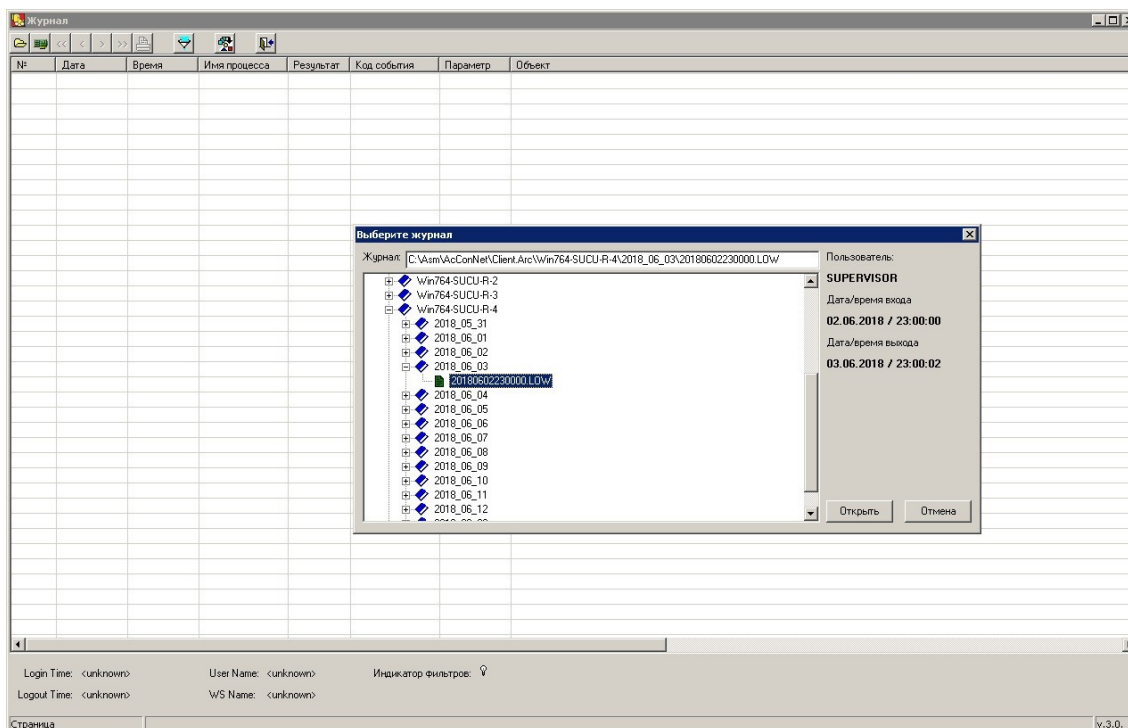 Журнал
№ Дата Время Имя процесса Результат Код события Параметр Объект
Выберите журнал
Журнал: C:\Asm\AcConNet\Client.Arc\Win764-SUCU-R-4\2018_06_03\20180602230000.LOW
Win764-SUCU-R-2
Win764-SUCU-R-3
Win764-SUCU-R-4
2018_05_31
2018_06_01
2018_06_02
2018_06_03
20180602230000.LOW
2018_06_04
2018_06_05
2018_06_06
2018_06_07
2018_06_08
2018_06_09
2018_06_10
2018_06_11
2018_06_12
Пользователь:
SUPERVISOR
Дата/время входа
02.06.2018 / 23:00:00
Дата/время выхода
03.06.2018 / 23:00:02
Открыть Отмена
Login Time: <unknown> User Name: <unknown> Индикатор фильтров:
Logout Time: <unknown> WS Name: <unknown>
Страница v.3.0.